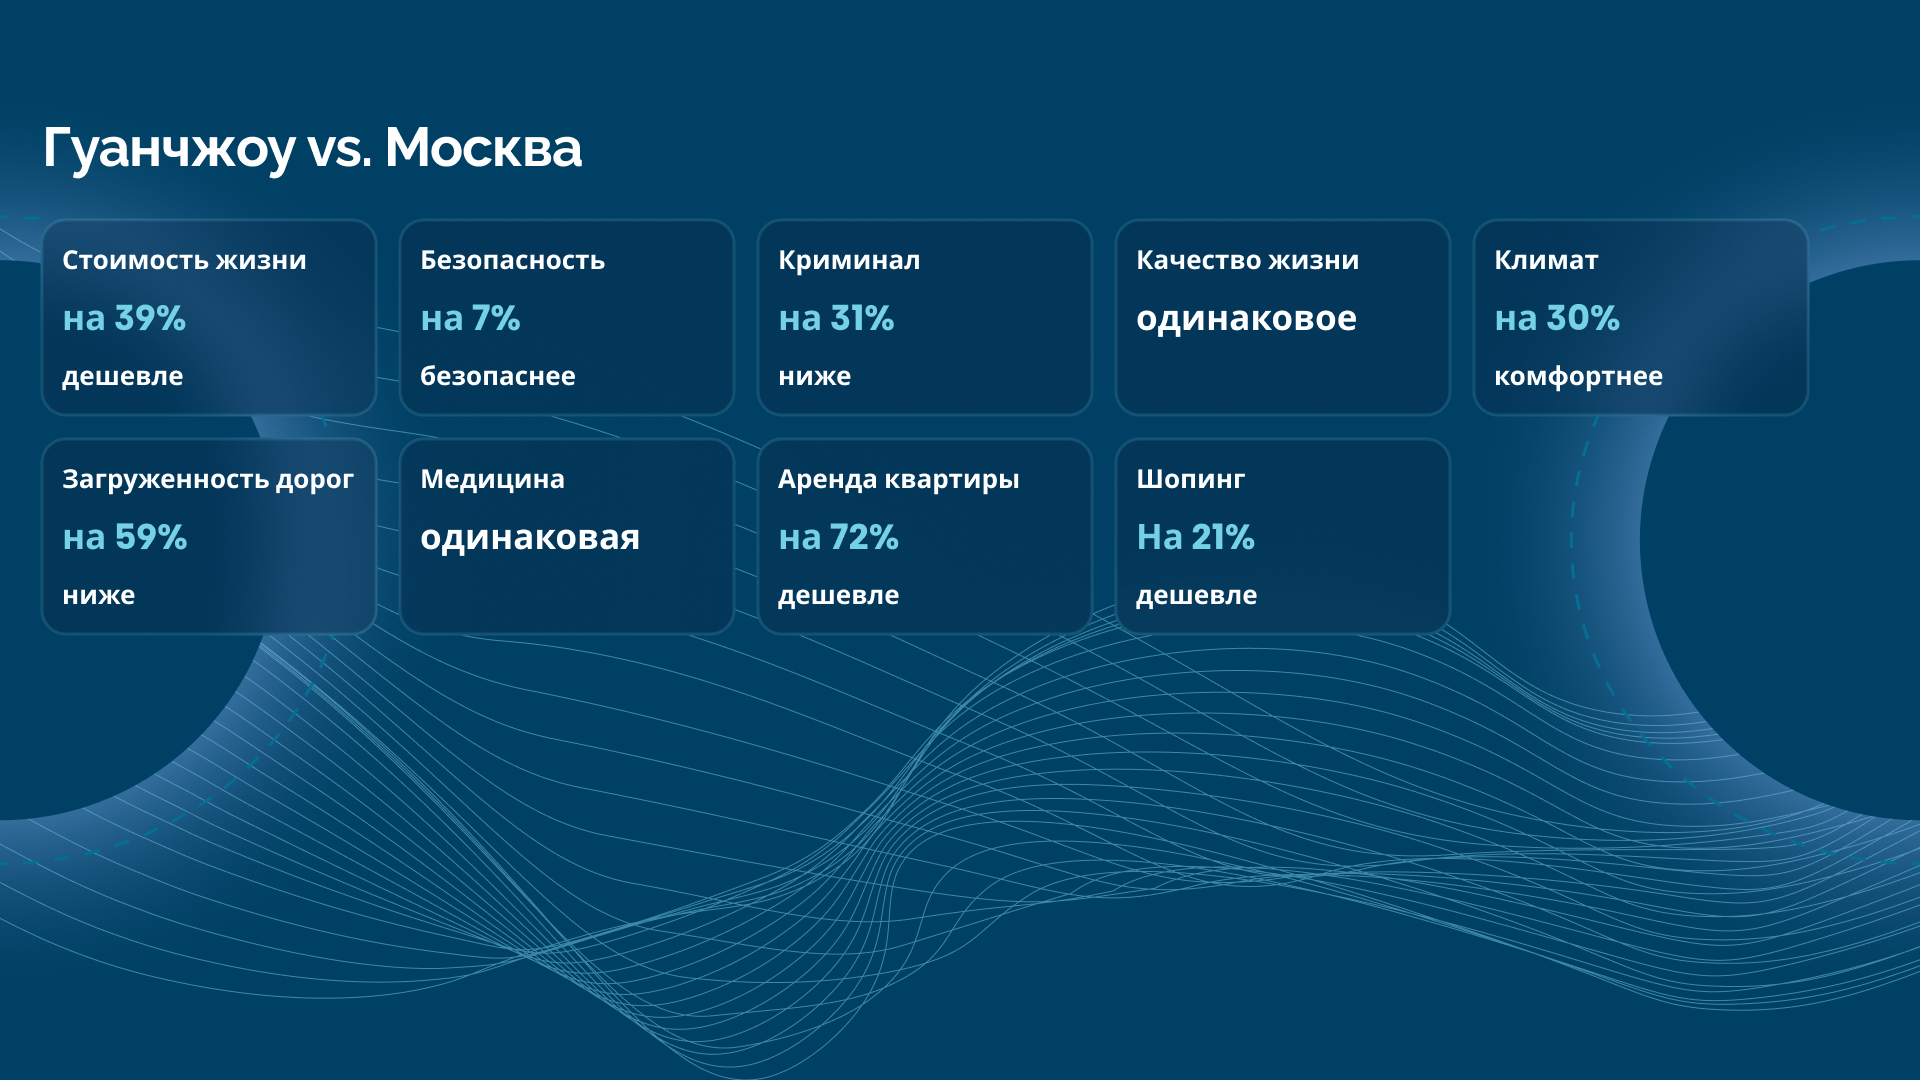 Гуанчжоу vs. Москва
Стоимость жизни
на 39%
дешевле
Безопасность
на 7%
безопаснее
Криминал
на 31%
ниже
Качество жизни
одинаковое
Климат
на 30%
комфортнее
Загруженность дорог
на 59%
ниже
Медицина
одинаковая
Аренда квартиры
на 72%
дешевле
Шопинг
На 21%
дешевле